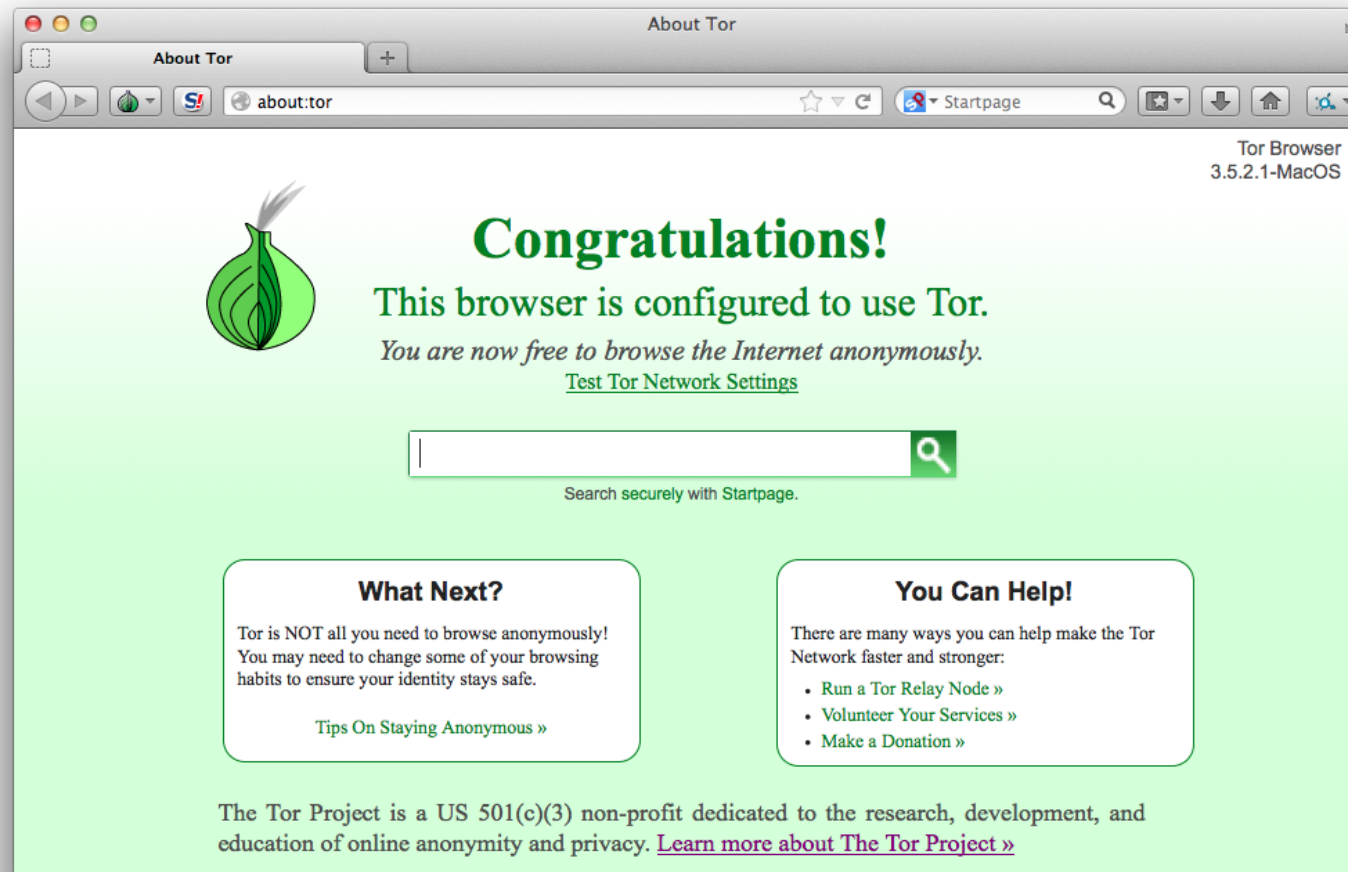 About Tor
About Tor
about:tor
Startpage
Tor Browser
3.5.2.1-MacOS
Congratulations!
This browser is configured to use Tor.
You are now free to browse the Internet anonymously.
Test Tor Network Settings
Search securely with Startpage.
What Next?
Tor is NOT all you need to browse anonymously!
You may need to change some of your browsing
habits to ensure your identity stays safe.
Tips On Staying Anonymous »
You Can Help!
There are many ways you can help make the Tor
Network faster and stronger:
• Run a Tor Relay Node »
• Volunteer Your Services »
• Make a Donation »
The Tor Project is a US 501(c)(3) non-profit dedicated to the research, development, and
education of online anonymity and privacy. Learn more about The Tor Project »